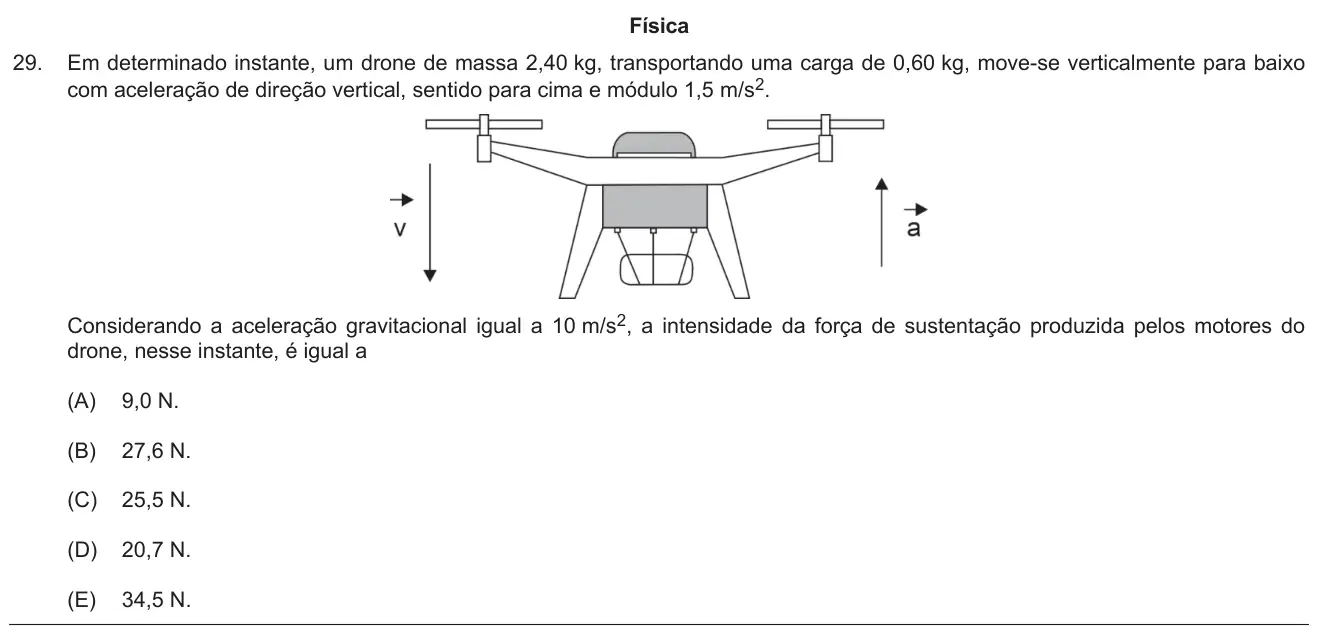 Física
29. Em determinado instante, um drone de massa 2,40 kg, transportando uma carga de 0,60 kg, move-se verticalmente para baixo
com aceleração de direção vertical, sentido para cima e módulo 1,5 m/s².
v
a
Considerando a aceleração gravitacional igual a 10 m/s², a intensidade da força de sustentação produzida pelos motores do
drone, nesse instante, é igual a
(A) 9,0 N.
(B) 27,6 N.
(C) 25,5 N.
(D) 20,7 N.
(E) 34,5 N.